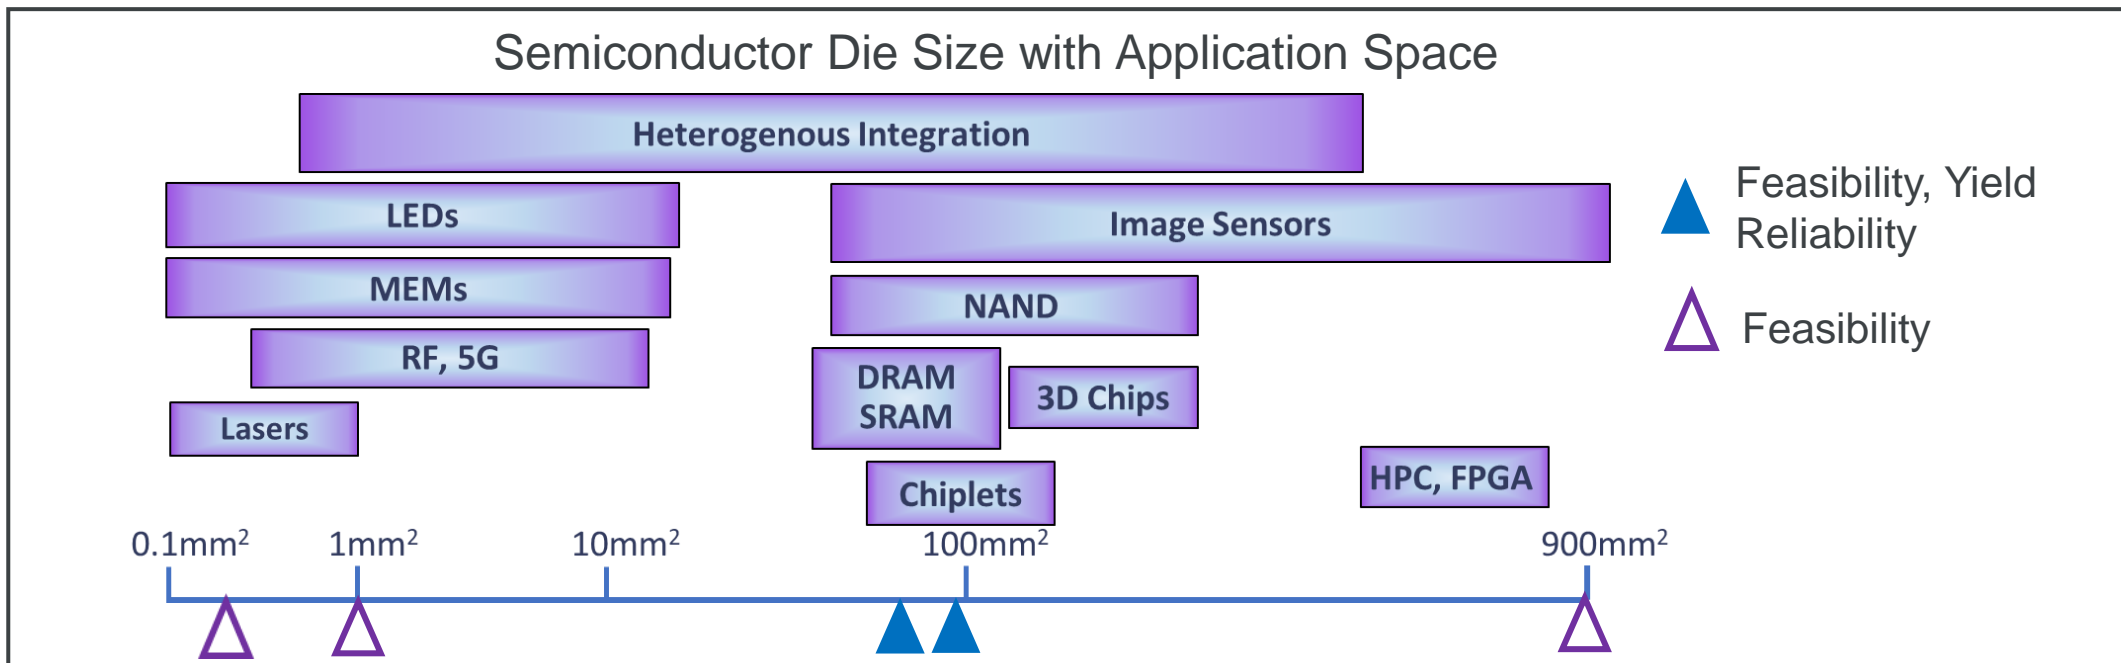 Semiconductor Die Size with Application Space
Heterogenous Integration
LEDs
Image Sensors
MEMs
NAND
RF, 5G
DRAM
SRAM
3D Chips
Lasers
HPC, FPGA
Chiplets
0.1mm²
1mm²
10mm²
100mm²
900mm²
Feasibility, Yield
Reliability
Feasibility